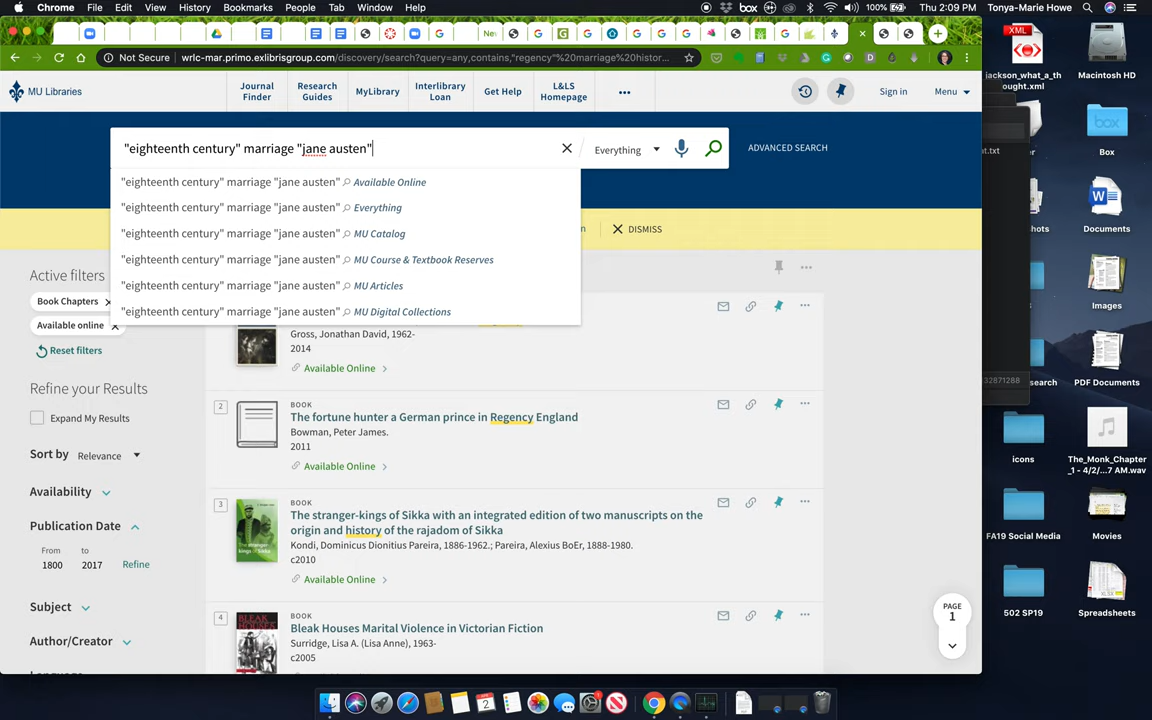 Chrome File Edit View History Bookmarks People Tab Window Help
box 100% Thu 2:09 PM Tonya-Marie Howe
Not Secure wrlc-mar.primo.exlibrisgroup.com/discovery/search?query=any,contains,"regency"%20marriage%20histor...
MU Libraries
Journal Finder
Research Guides
MyLibrary
Interlibrary Loan
Get Help
L&LS Homepage
...
Sign in
Menu
"eighteenth century" marriage "jane austen"
Everything
ADVANCED SEARCH
"eighteenth century" marriage "jane austen" Available Online
"eighteenth century" marriage "jane austen" Everything
"eighteenth century" marriage "jane austen" MU Catalog
"eighteenth century" marriage "jane austen" MU Course & Textbook Reserves
"eighteenth century" marriage "jane austen" MU Articles
"eighteenth century" marriage "jane austen" MU Digital Collections
DISMISS
Active filters
Book Chapters
Available online
Reset filters
Refine your Results
Expand My Results
Sort by Relevance
Availability
Publication Date
From to
1800 2017 Refine
Subject
Author/Creator
Gross, Jonathan David, 1962-
2014
Available Online
2
BOOK
The fortune hunter a German prince in Regency England
Bowman, Peter James.
2011
Available Online
3
BOOK
The stranger-kings of Sikka with an integrated edition of two manuscripts on the
origin and history of the rajadom of Sikka
Kondi, Dominicus Dionitius Pareira, 1886-1962.; Pareira, Alexius BoEr, 1888-1980.
c2010
Available Online
4
BLEAK HOUSES
BOOK
Bleak Houses Marital Violence in Victorian Fiction
Surridge, Lisa A. (Lisa Anne), 1963-
c2005
PAGE
1
XML
jackson_what_a_thought.xml
Macintosh HD
box
Box
Documents
Images
PDF Documents
icons
The_Monk_Chapter_1 - 4/2/...7 AM.wav
FA19 Social Media
Movies
502 SP19
Spreadsheets